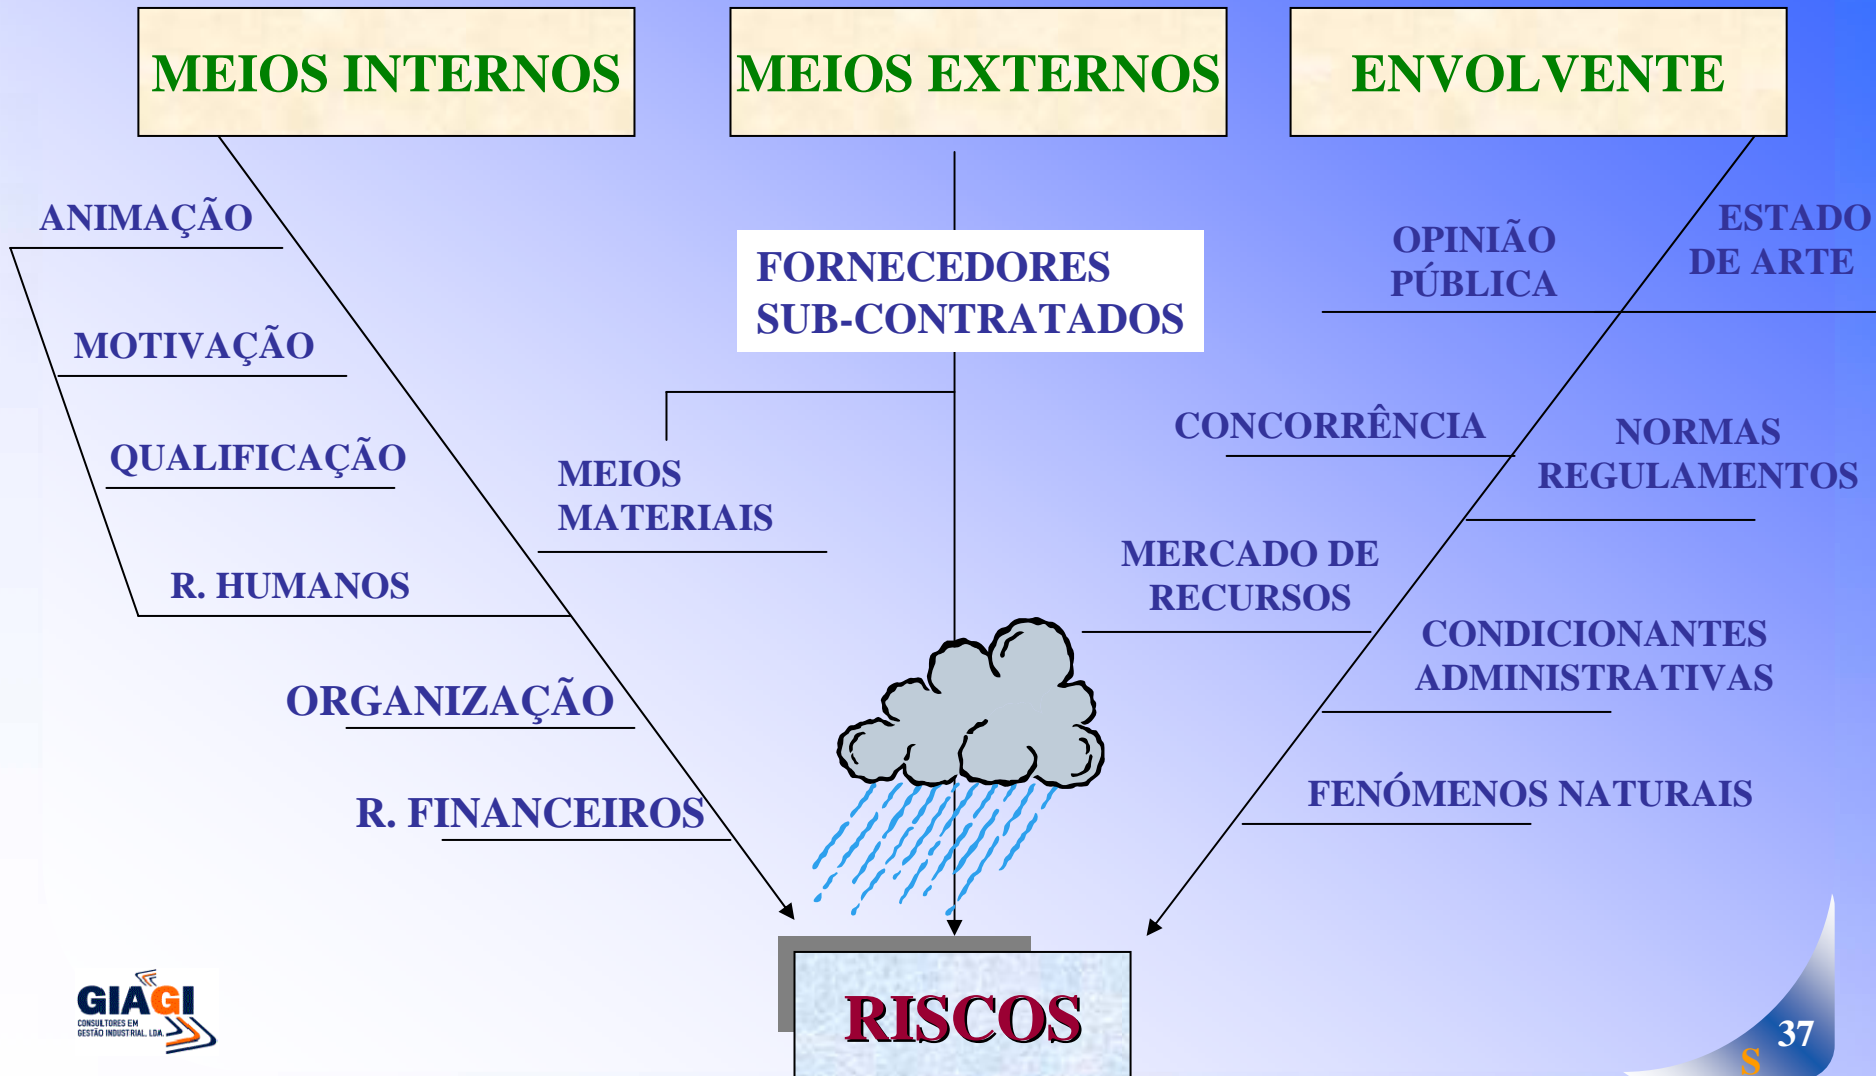 MEIOS INTERNOS
MEIOS EXTERNOS
ENVOLVENTE
ANIMAÇÃO
MOTIVAÇÃO
QUALIFICAÇÃO
R. HUMANOS
ORGANIZAÇÃO
R. FINANCEIROS
FORNECEDORES
SUB-CONTRATADOS
MEIOS
MATERIAIS
OPINIÃO
PÚBLICA
ESTADO
DE ARTE
CONCORRÊNCIA
NORMAS
REGULAMENTOS
MERCADO DE
RECURSOS
CONDICIONANTES
ADMINISTRATIVAS
FENÓMENOS NATURAIS
RISCOS
GIAGI
CONSULTORES EM
GESTÃO INDUSTRIAL, LDA.
37
S